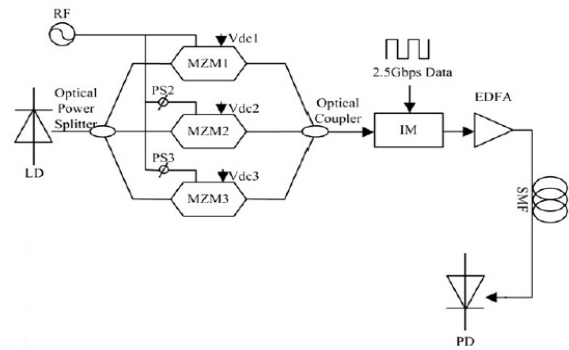 RF
Vdc1
MZM1
Optical
Power
Splitter
PS2
Vdc2
MZM2
PS3
Vdc3
MZM3
LD
Optical
Coupler
2.5Gbps Data
IM
EDFA
SMF
PD